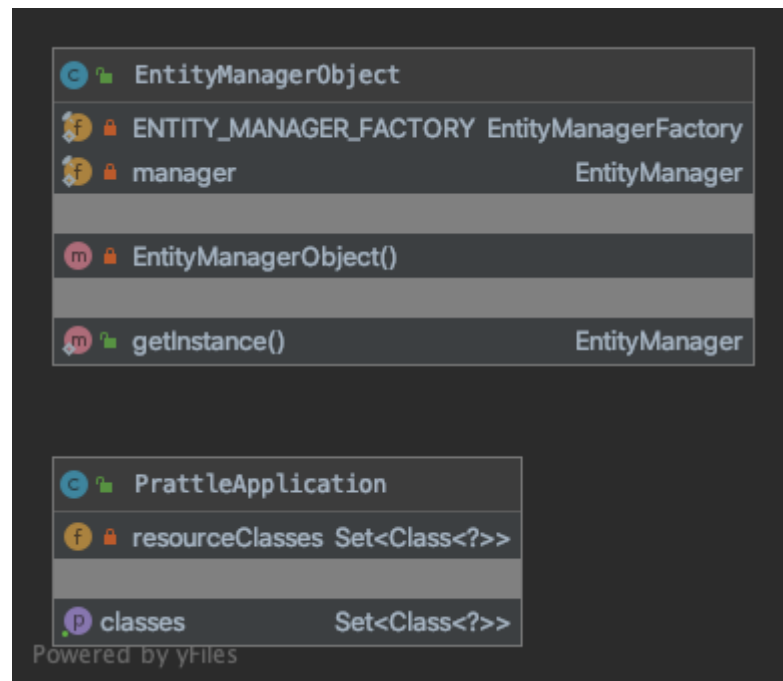 EntityManagerObject
ENTITY_MANAGER_FACTORY EntityManagerFactory
manager EntityManager
EntityManagerObject()
getInstance() EntityManager
PrattleApplication
resourceClasses Set<Class<?>>
classes Set<Class<?>>
Powered by yFiles